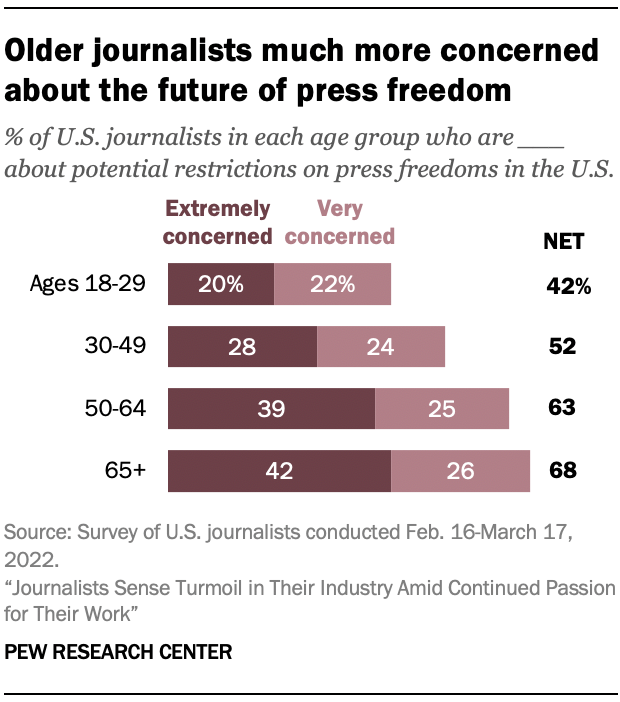 Older journalists much more concerned
about the future of press freedom
% of U.S. journalists in each age group who are ___
about potential restrictions on press freedoms in the U.S.
Extremely concerned Very concerned NET
Ages 18-29 20% 22% 42%
30-49 28 24 52
50-64 39 25 63
65+ 42 26 68
Source: Survey of U.S. journalists conducted Feb. 16-March 17,
2022.
“Journalists Sense Turmoil in Their Industry Amid Continued Passion
for Their Work”
PEW RESEARCH CENTER